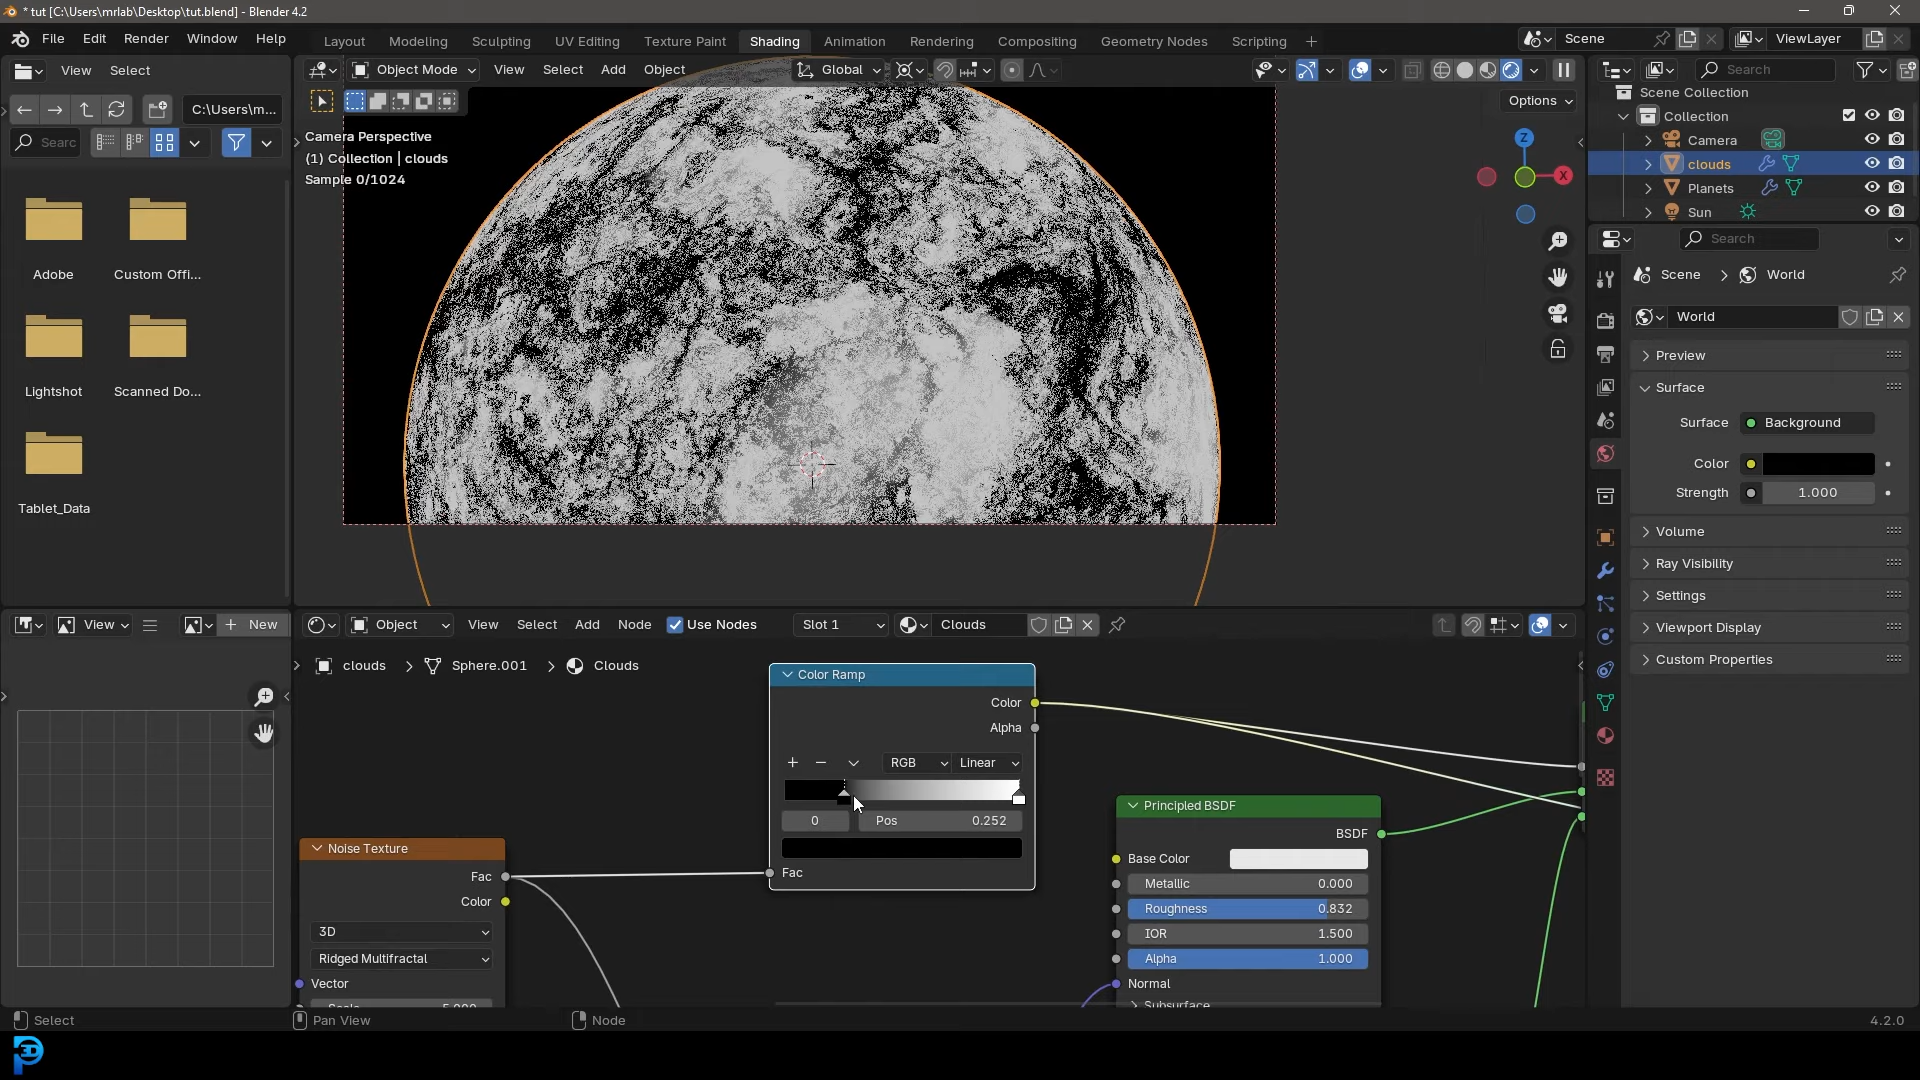 * tut [C:\Users\mrlab\Desktop\tut.blend] - Blender 4.2
File Edit Render Window Help
Layout Modeling Sculpting UV Editing Texture Paint Shading Animation Rendering Compositing Geometry Nodes Scripting +
Scene
ViewLayer
View Select
C:\Users\m...
Searc
Adobe
Custom Offi...
Lightshot
Scanned Do...
Tablet_Data
Object Mode View Select Add Object Global
Options
Camera Perspective
(1) Collection | clouds
Sample 0/1024
Z
X
Search
Scene Collection
Collection
Camera
clouds
Planets
Sun
Search
Scene > World
World
Preview
Surface
Surface Background
Color
Strength 1.000
Volume
Ray Visibility
Settings
Viewport Display
Custom Properties
View + New
Object View Select Add Node Use Nodes Slot 1 Clouds
clouds > Sphere.001 > Clouds
Color Ramp
Color
Alpha
+ − RGB Linear
0 Pos 0.252
Fac
Noise Texture
Fac
Color
3D
Ridged Multifractal
Vector
Scale 5.000
Principled BSDF
BSDF
Base Color
Metallic 0.000
Roughness 0.832
IOR 1.500
Alpha 1.000
Normal
Subsurface
Select
Pan View
Node
4.2.0